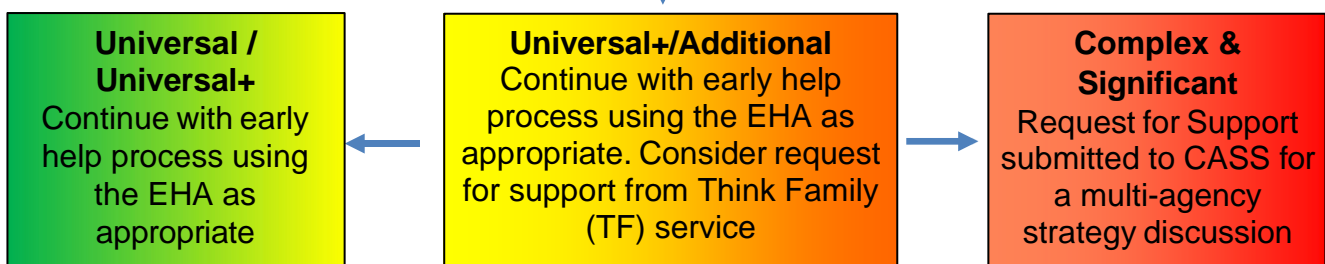 Universal /
Universal+
Continue with early
help process using
the EHA as
appropriate
Universal+/Additional
Continue with early help
process using the EHA as
appropriate. Consider request
for support from Think Family
(TF) service
Complex &
Significant
Request for Support
submitted to CASS for
a multi-agency
strategy discussion